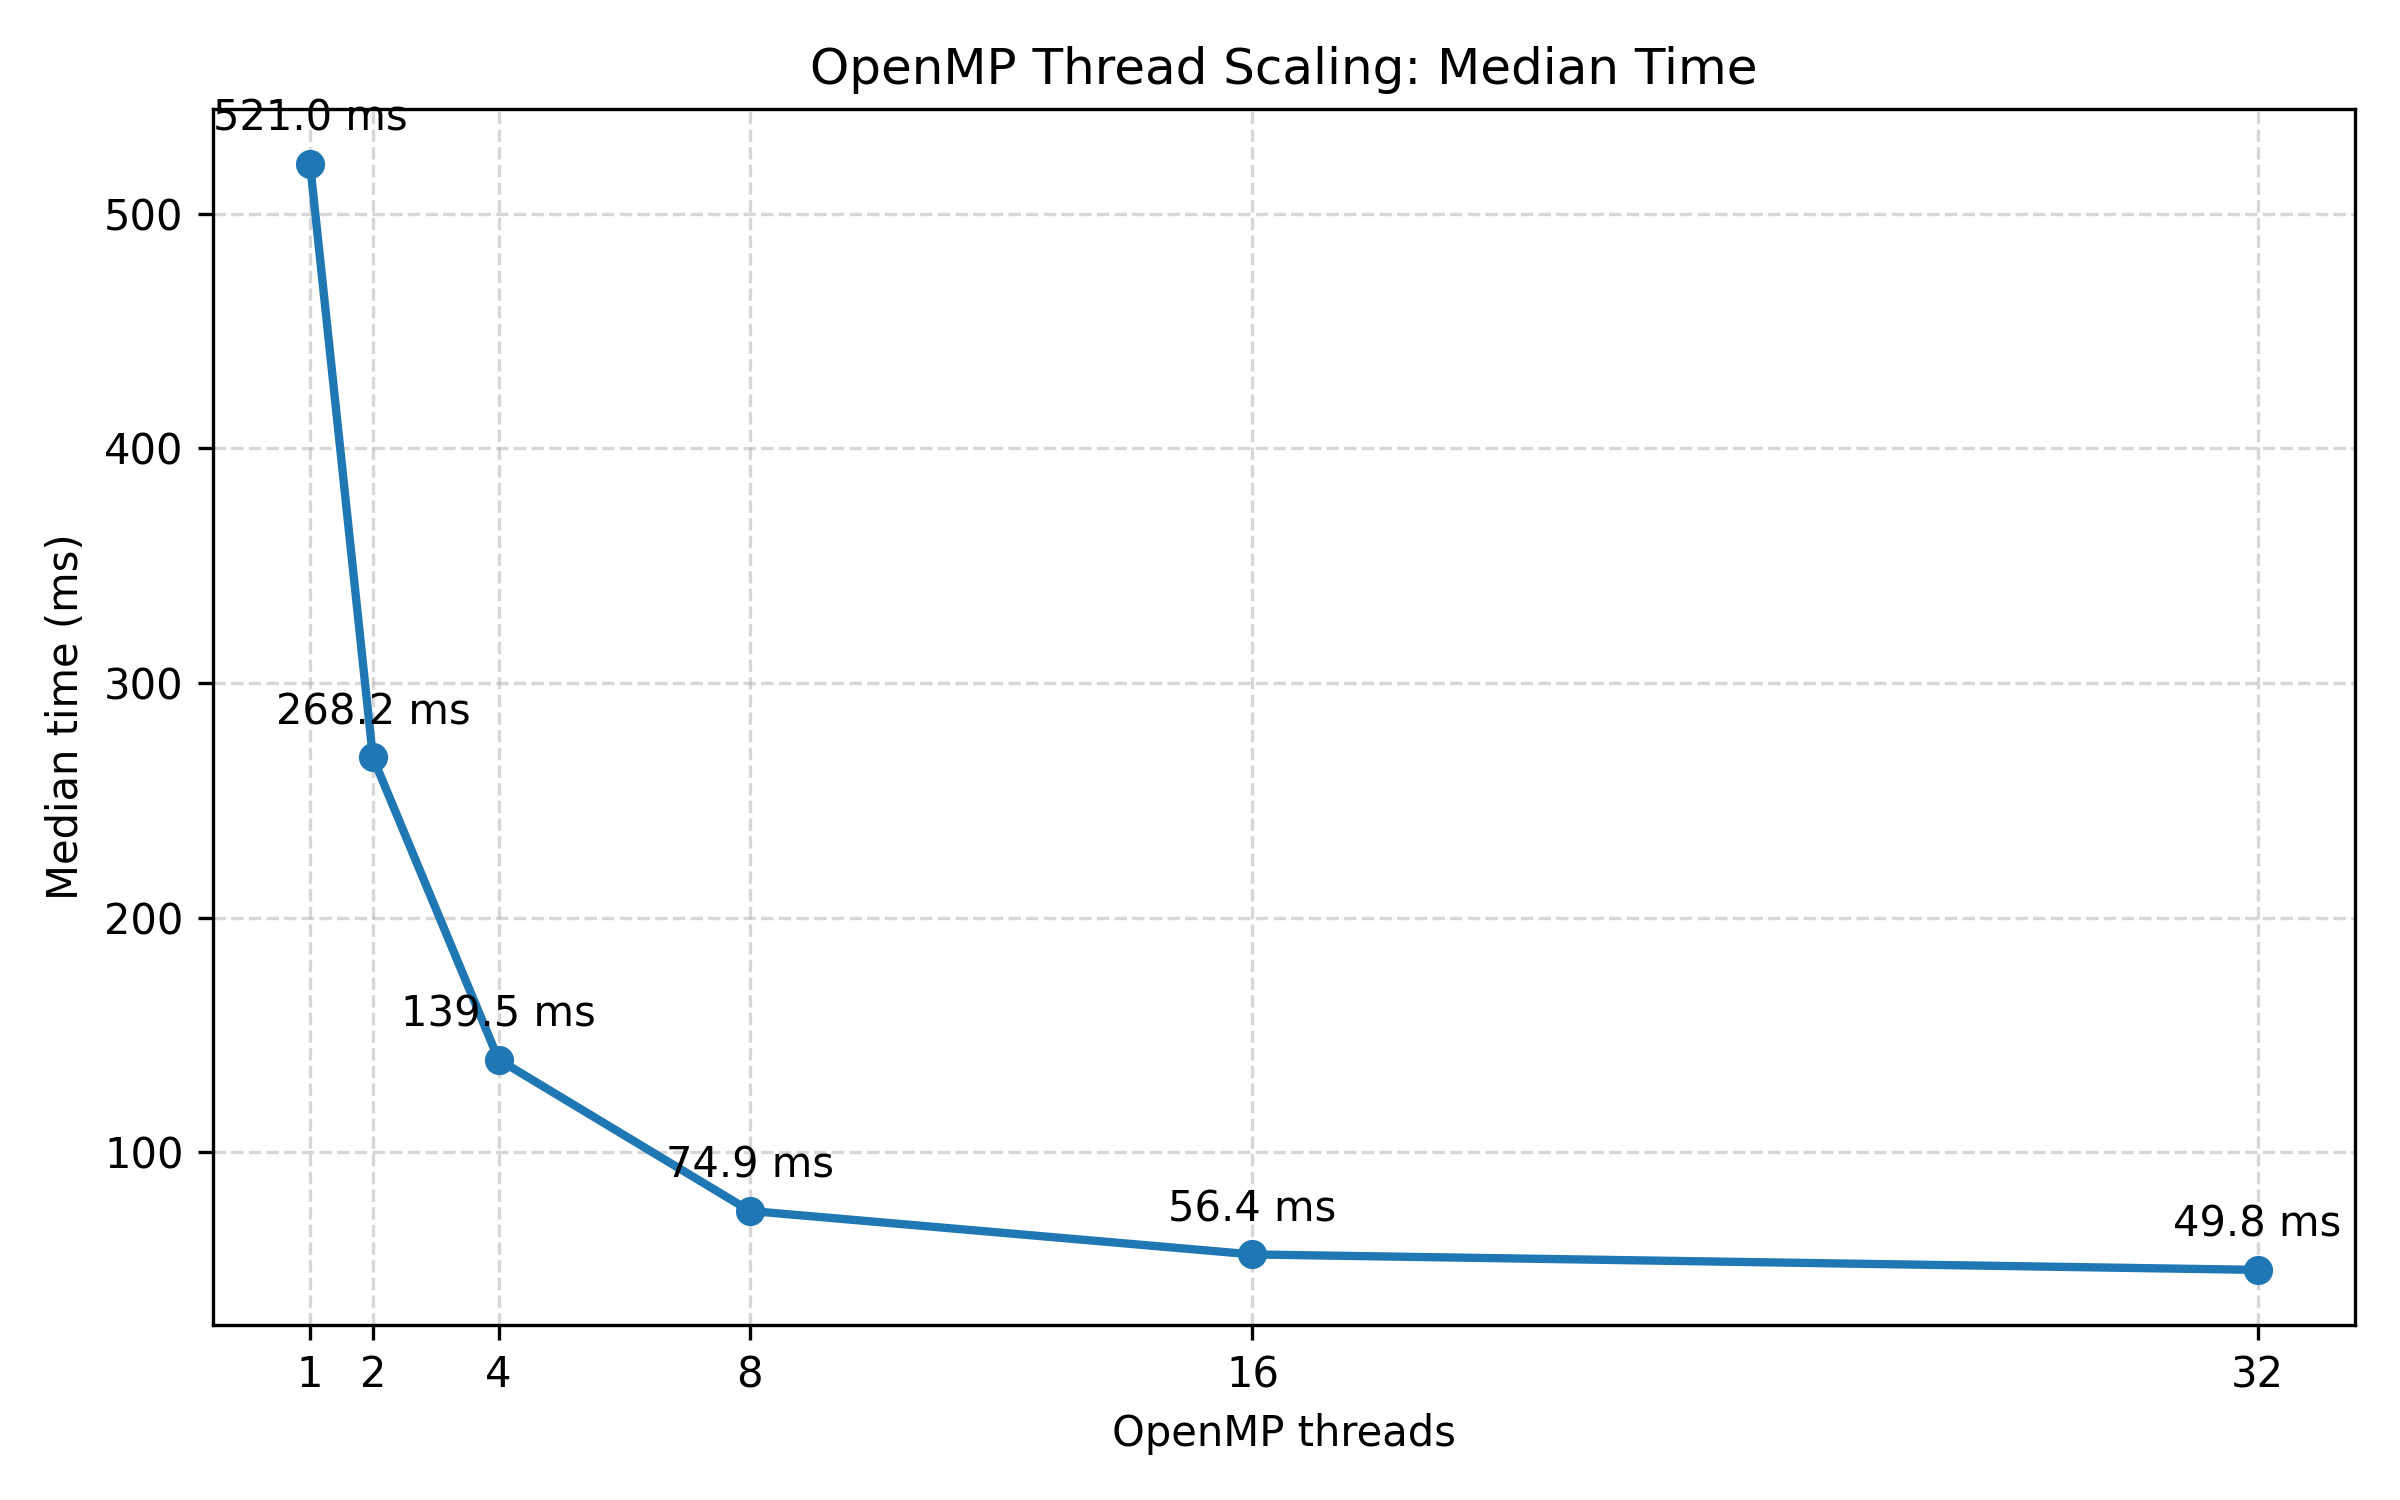 OpenMP Thread Scaling: Median Time
521.0 ms
500
400
300
268.2 ms
200
139.5 ms
100
74.9 ms
56.4 ms
49.8 ms
Median time (ms)
1 2 4 8 16 32
OpenMP threads